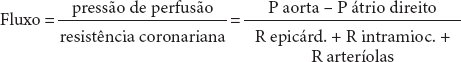 Fluxo = pressão de perfusão / resistência coronariana = P aorta – P átrio direito / R epicárd. + R intramioc. +
R arteríolas